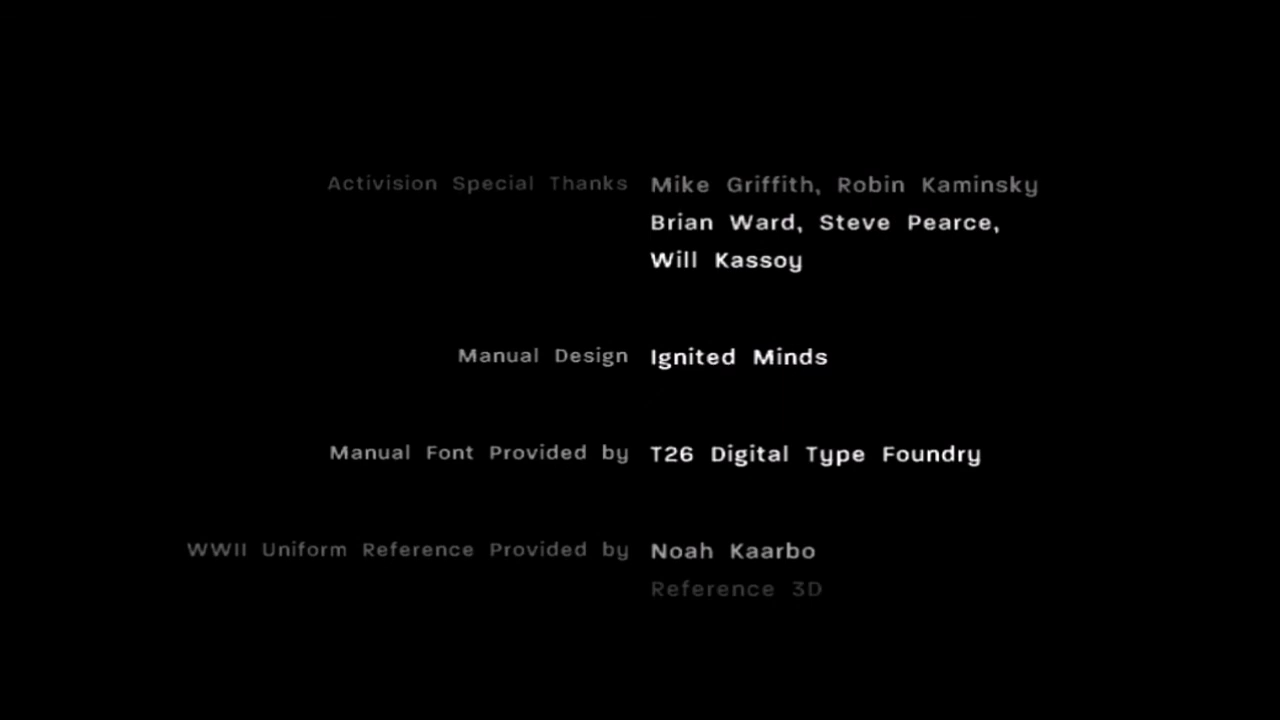 Activision Special Thanks Mike Griffith, Robin Kaminsky
Brian Ward, Steve Pearce,
Will Kassoy
Manual Design Ignited Minds
Manual Font Provided by T26 Digital Type Foundry
WWII Uniform Reference Provided by Noah Kaarbo
Reference 3D